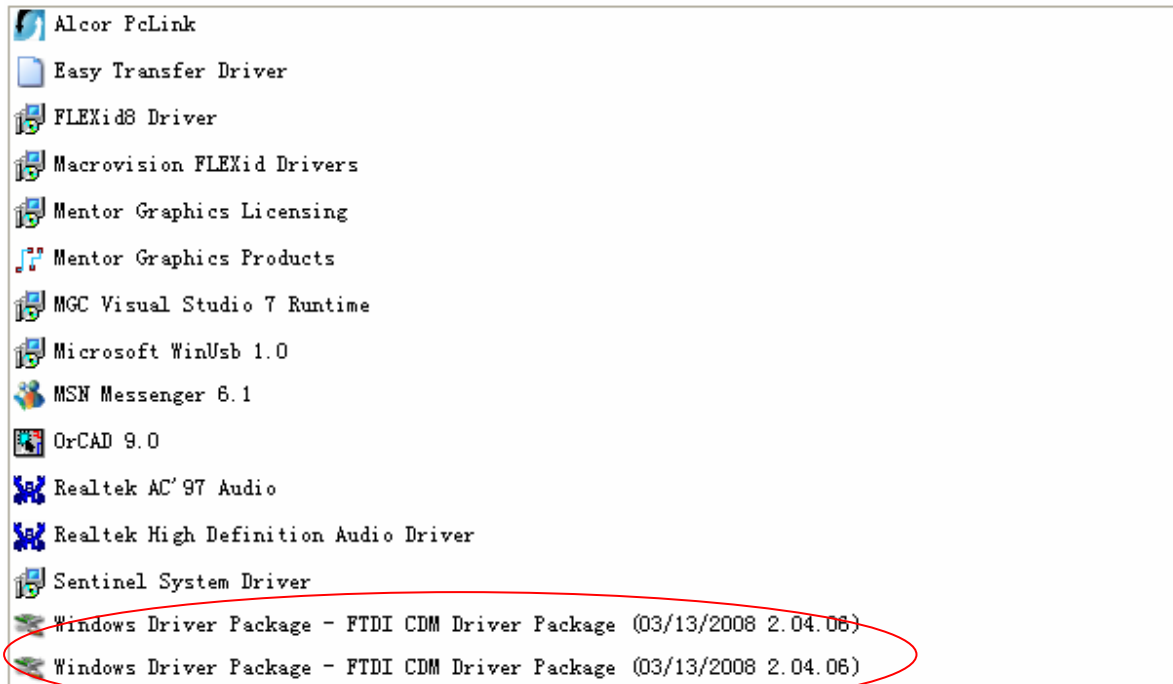 Alcor PcLink
Easy Transfer Driver
FLEXid8 Driver
Macrovision FLEXid Drivers
Mentor Graphics Licensing
Mentor Graphics Products
MGC Visual Studio 7 Runtime
Microsoft WinUsb 1.0
MSN Messenger 6.1
OrCAD 9.0
Realtek AC'97 Audio
Realtek High Definition Audio Driver
Sentinel System Driver
Windows Driver Package - FTDI CDM Driver Package (03/13/2008 2.04.06)
Windows Driver Package - FTDI CDM Driver Package (03/13/2008 2.04.06)